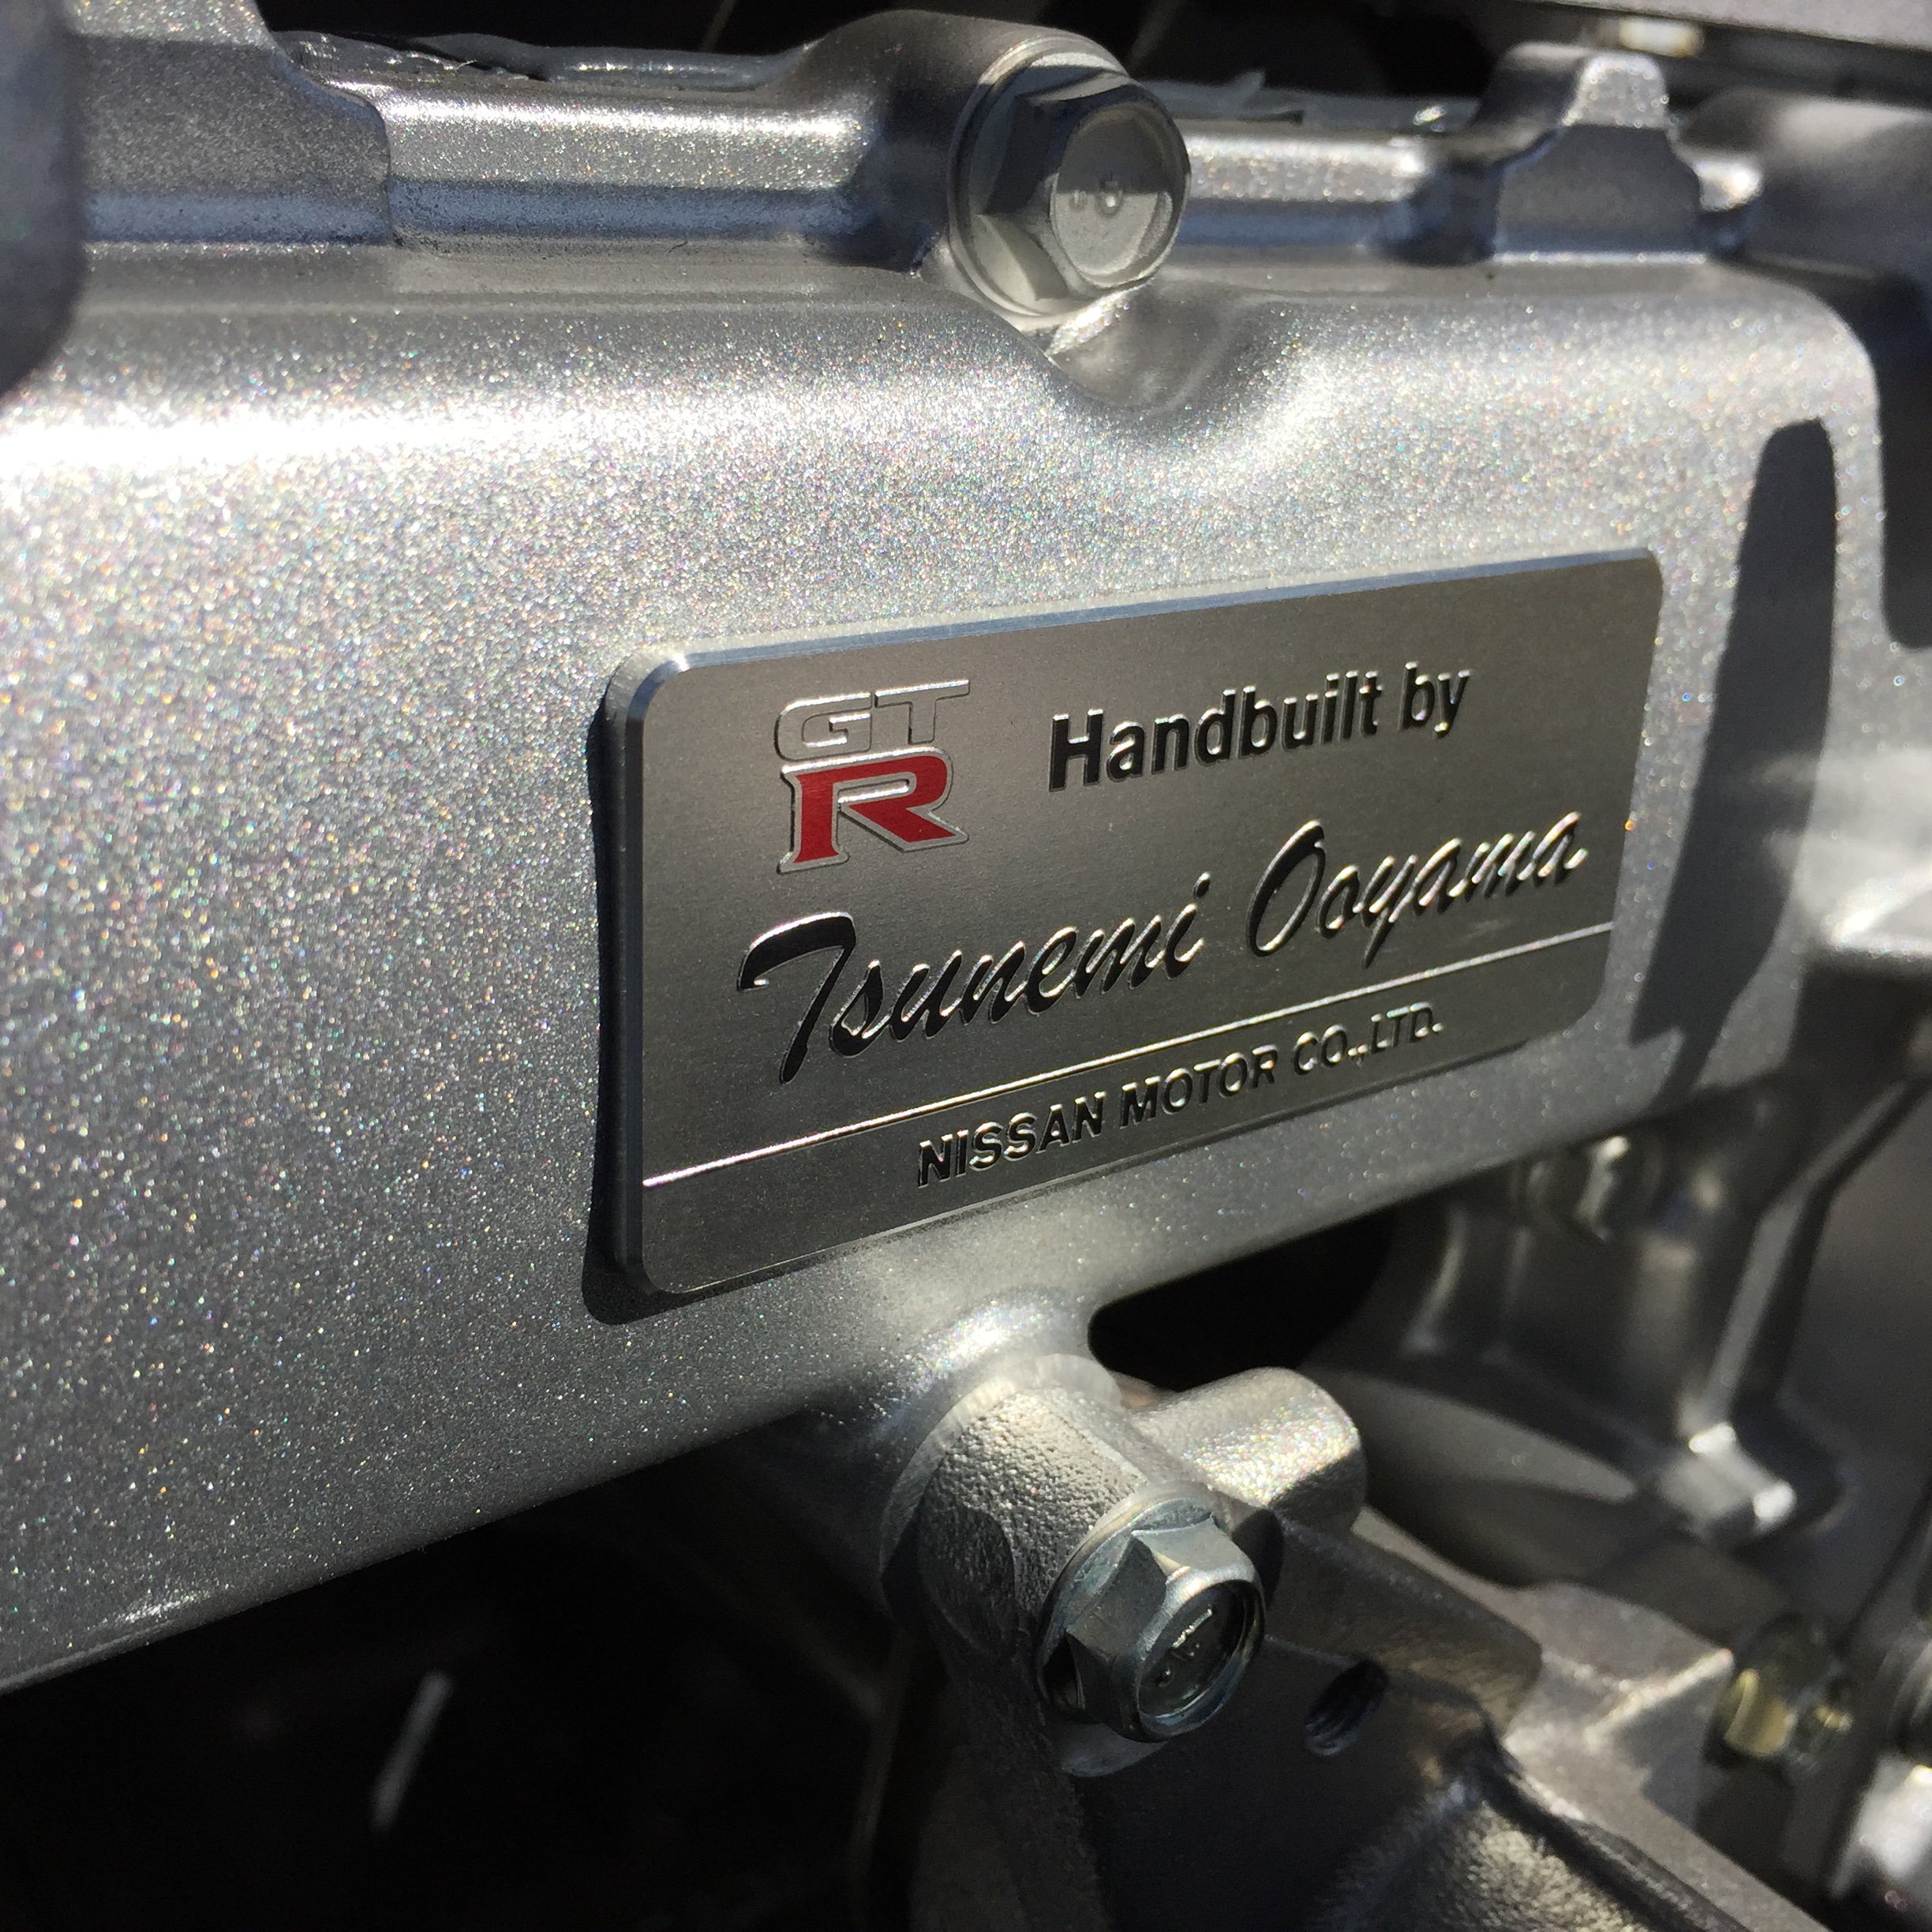 GT
R
Handbuilt by
Tsunemi Ooyama
NISSAN MOTOR CO.,LTD.